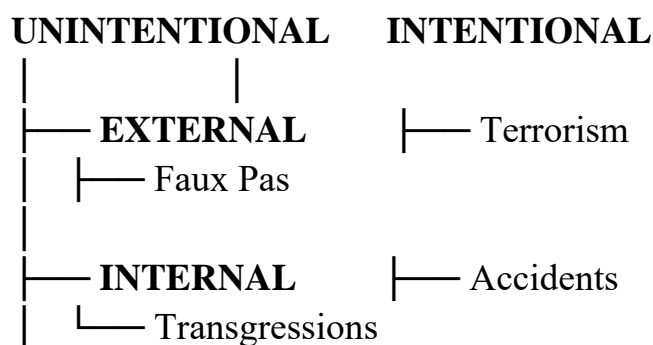 UNINTENTIONAL INTENTIONAL
EXTERNAL Terrorism
Faux Pas
INTERNAL Accidents
Transgressions